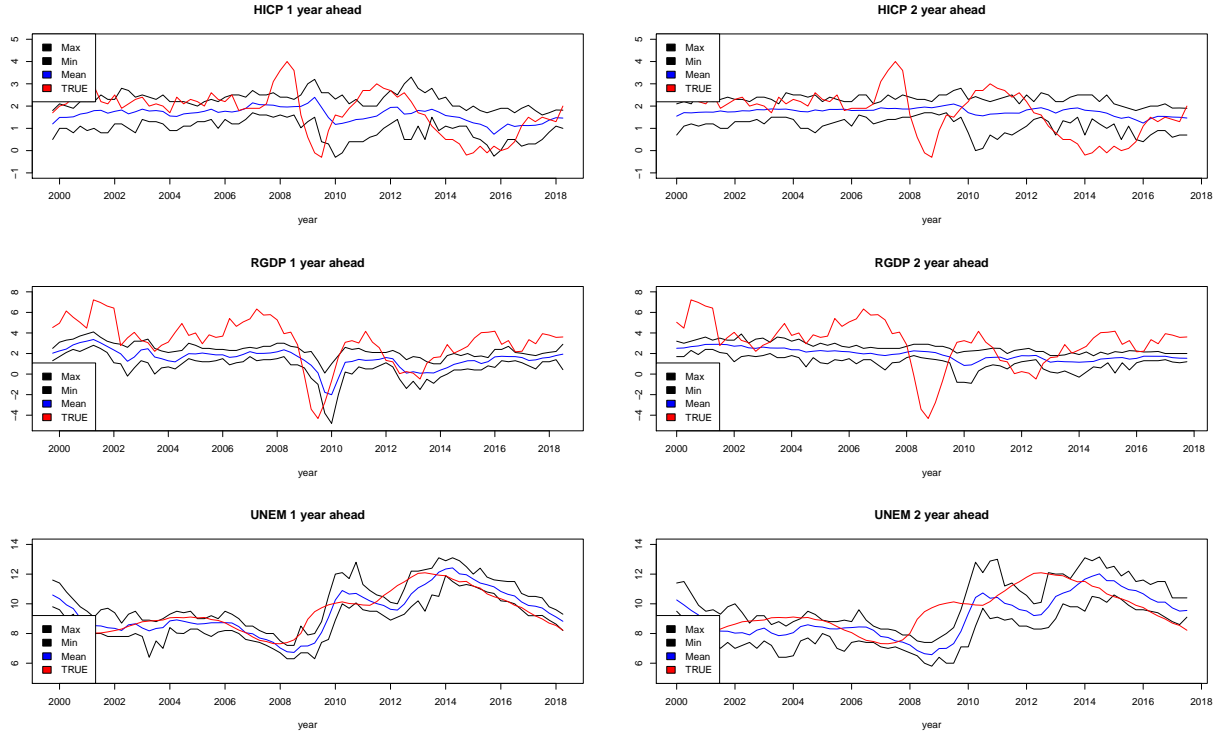 HICP 1 year ahead
5
4
3
2
1
0
−1
Max
Min
Mean
TRUE
2000 2002 2004 2006 2008 2010 2012 2014 2016 2018
year
HICP 2 year ahead
5
4
3
2
1
0
−1
Max
Min
Mean
TRUE
2000 2002 2004 2006 2008 2010 2012 2014 2016 2018
year
RGDP 1 year ahead
8
6
4
2
0
−2
−4
Max
Min
Mean
TRUE
2000 2002 2004 2006 2008 2010 2012 2014 2016 2018
year
RGDP 2 year ahead
8
6
4
2
0
−2
−4
Max
Min
Mean
TRUE
2000 2002 2004 2006 2008 2010 2012 2014 2016 2018
year
UNEM 1 year ahead
14
12
10
8
6
Max
Min
Mean
TRUE
2000 2002 2004 2006 2008 2010 2012 2014 2016 2018
year
UNEM 2 year ahead
14
12
10
8
6
Max
Min
Mean
TRUE
2000 2002 2004 2006 2008 2010 2012 2014 2016 2018
year